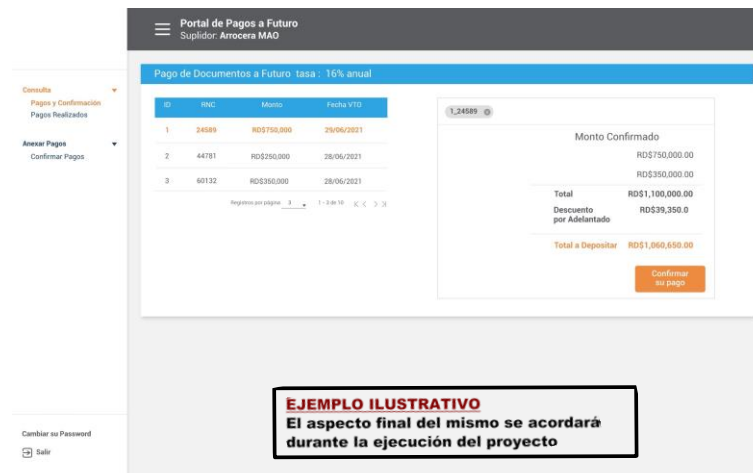 Portal de Pagos a Futuro
Suplidor: Arrocera MAO
Pago de Documentos a Futuro tasa : 16% anual
Consulta
Pagos y Confirmación
Pagos Realizados
Anexar Pagos
Confirmar Pagos
ID RNC Monto Fecha VTO
1 24589 RD$750,000 29/06/2021
2 44781 RD$250,000 28/06/2021
3 60132 RD$350,000 28/06/2021
Registros por página 3 1 - 3 de 10
1_24589
Monto Confirmado
RD$750,000.00
RD$350,000.00
Total RD$1,100,000.00
Descuento RD$39,350.0
por Adelantado
Total a Depositar RD$1,060,650.00
Confirmar
su pago
EJEMPLO ILUSTRATIVO
El aspecto final del mismo se acordará
durante la ejecución del proyecto
Cambiar su Password
Salir